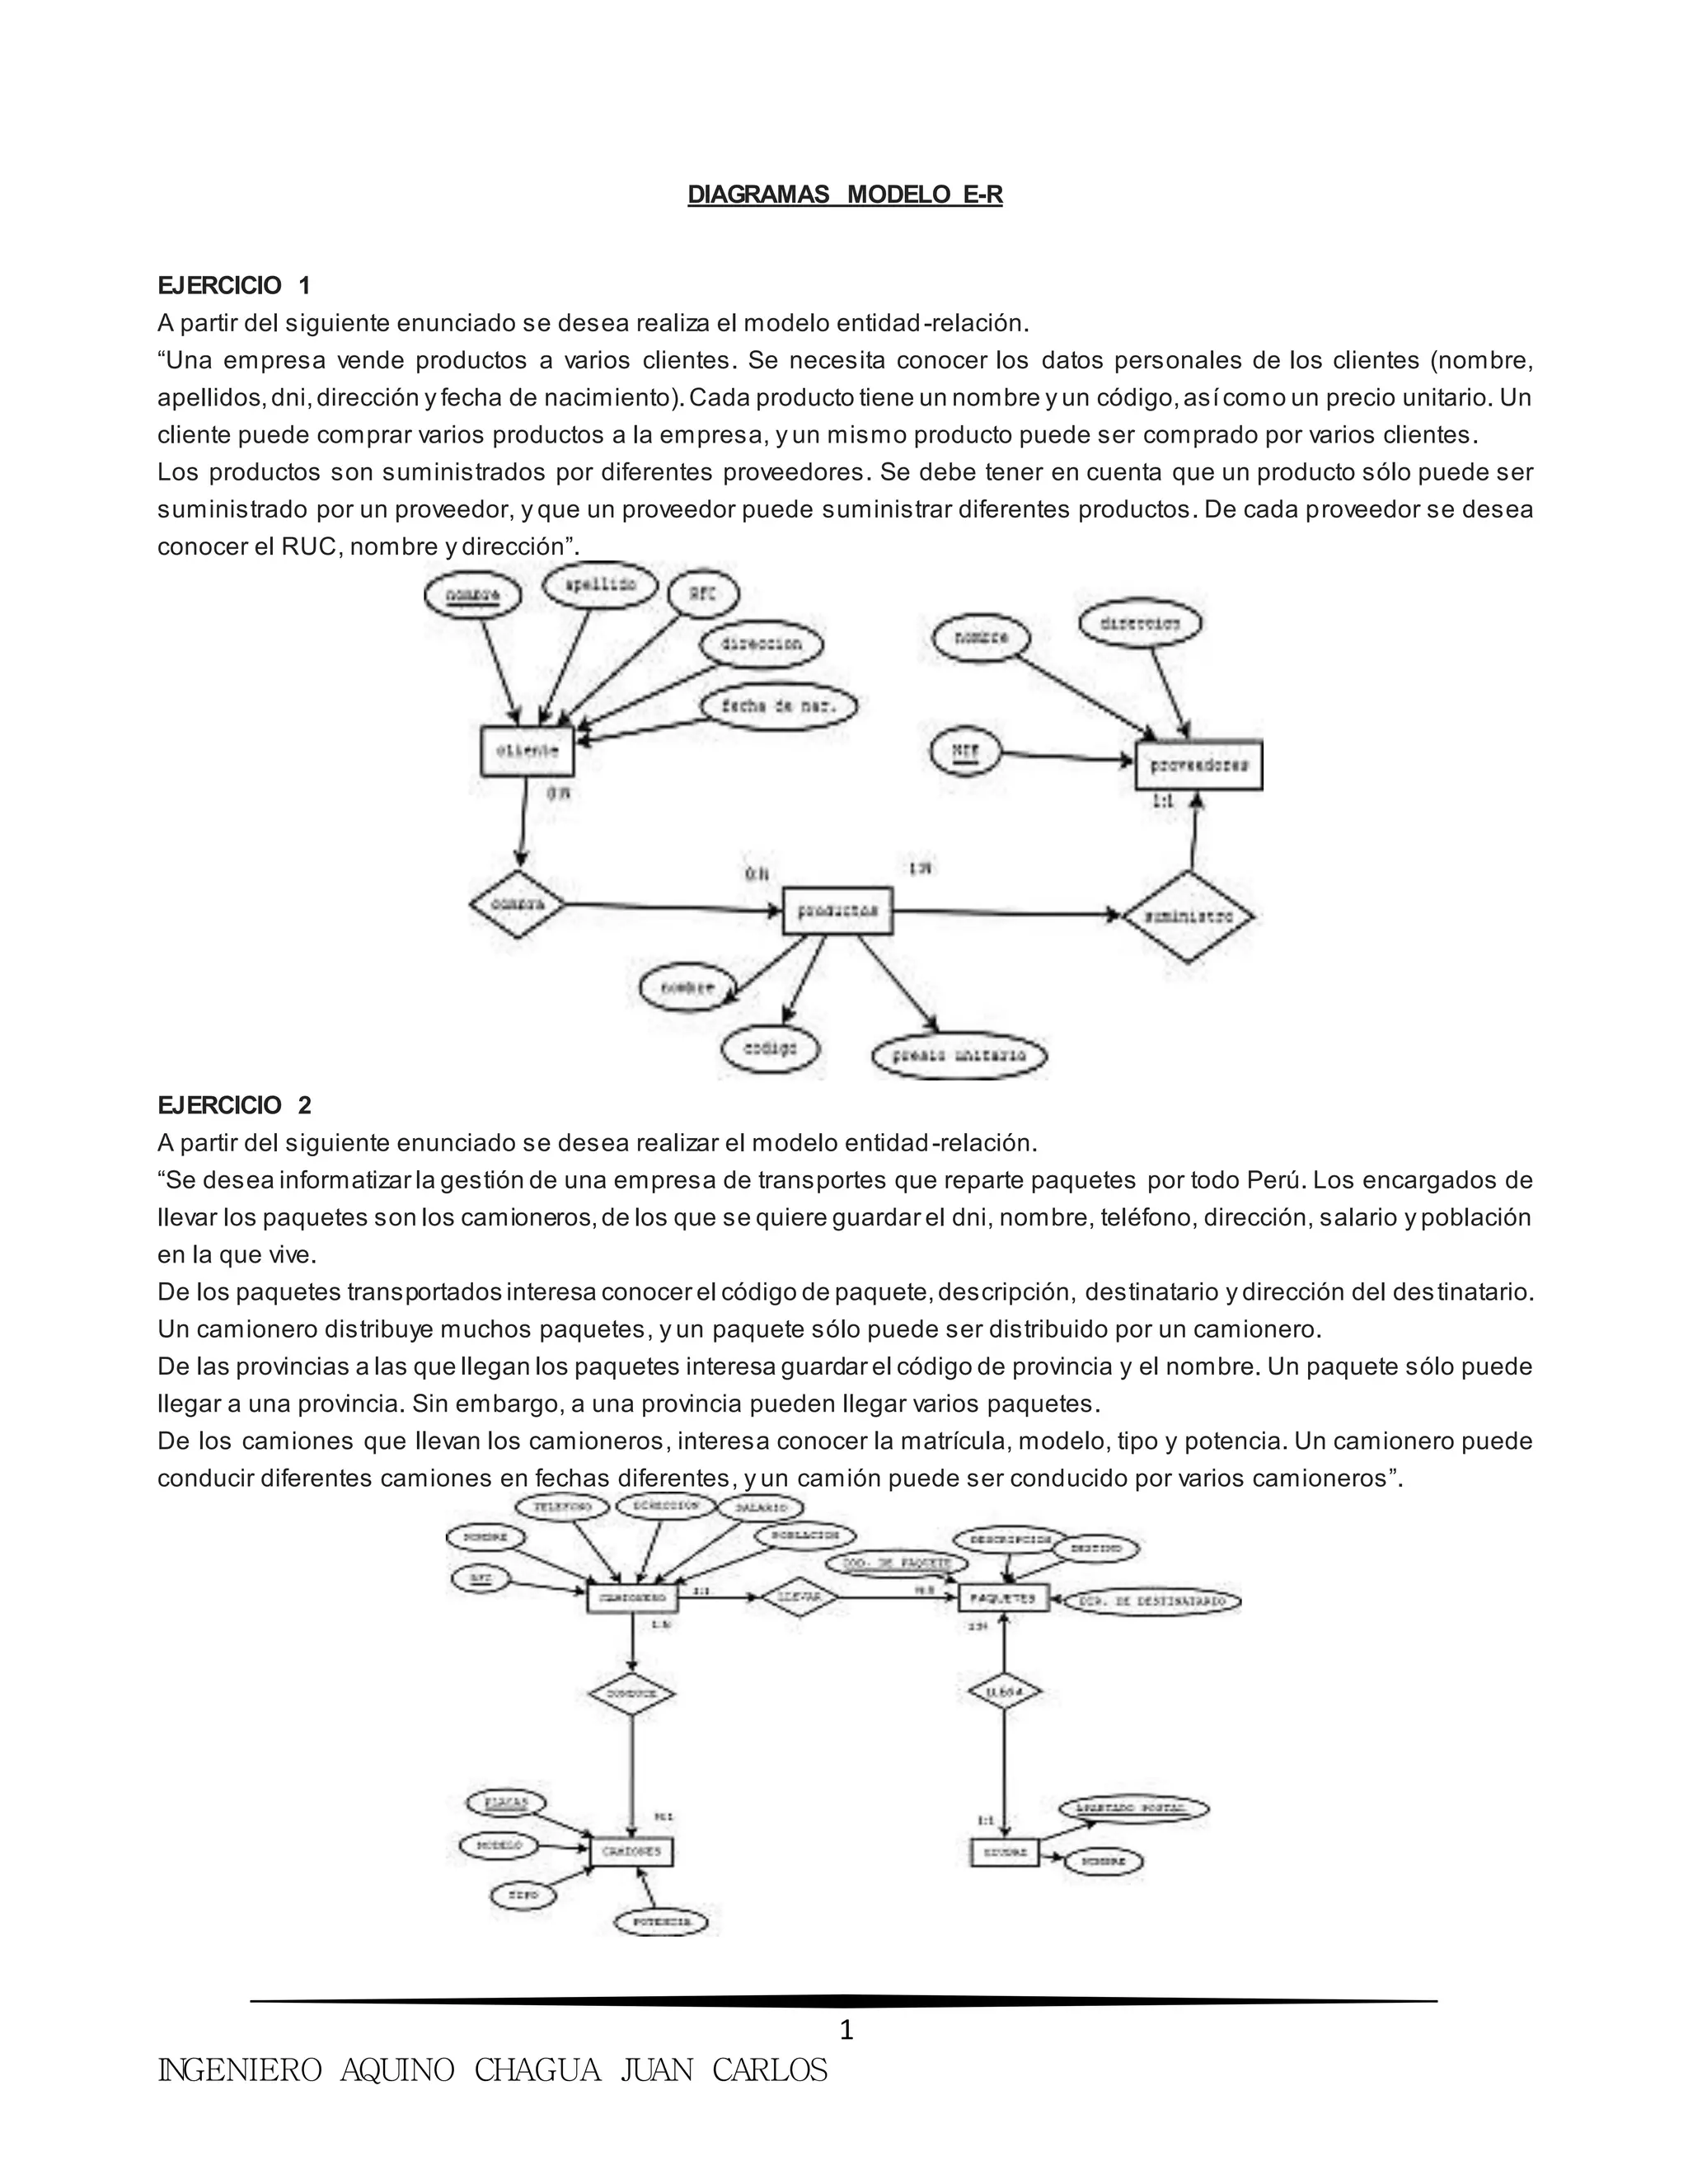 DIAGRAMAS MODELO E-R
EJERCICIO 1
A partir del siguiente enunciado se desea realiza el modelo entidad-relación.
“Una empresa vende productos a varios clientes. Se necesita conocer los datos personales de los clientes (nombre,
apellidos, dni, dirección y fecha de nacimiento). Cada producto tiene un nombre y un código, así como un precio unitario. Un
cliente puede comprar varios productos a la empresa, y un mismo producto puede ser comprado por varios clientes.
Los productos son suministrados por diferentes proveedores. Se debe tener en cuenta que un producto sólo puede ser
suministrado por un proveedor, y que un proveedor puede suministrar diferentes productos. De cada proveedor se desea
conocer el RUC, nombre y dirección”.
nombre
apellido
RFC
direccion
fecha de nac.
cliente
0:N
nombre
direccion
proveedores
1:1
compra
0:N
productos
1:N
suministro
nombre
codigo
precio unitario
EJERCICIO 2
A partir del siguiente enunciado se desea realizar el modelo entidad-relación.
“Se desea informatizar la gestión de una empresa de transportes que reparte paquetes por todo Perú. Los encargados de
llevar los paquetes son los camioneros, de los que se quiere guardar el dni, nombre, teléfono, dirección, salario y población
en la que vive.
De los paquetes transportados interesa conocer el código de paquete, descripción, destinatario y dirección del destinatario.
Un camionero distribuye muchos paquetes, y un paquete sólo puede ser distribuido por un camionero.
De las provincias a las que llegan los paquetes interesa guardar el código de provincia y el nombre. Un paquete sólo puede
llegar a una provincia. Sin embargo, a una provincia pueden llegar varios paquetes.
De los camiones que llevan los camioneros, interesa conocer la matrícula, modelo, tipo y potencia. Un camionero puede
conducir diferentes camiones en fechas diferentes, y un camión puede ser conducido por varios camioneros”.
TELEFONO
DIRECCION
SALARIO
NOMBRE
POBLACION
RFC
CAMIONERO
1:1
LLEVAR
COD. DE PAQUETE
DESCRIPCION
DESTINO
PAQUETES
DIR. DE DESTINATARIO
1:N
1:N
CONDUCE
LLEGA
PLACAS
MODELO
TIPO
POTENCIA
N:1
CAMIONES
1:1
APARTADO POSTAL
NOMBRE
1
INGENIERO AQUINO CHAGUA JUAN CARLOS